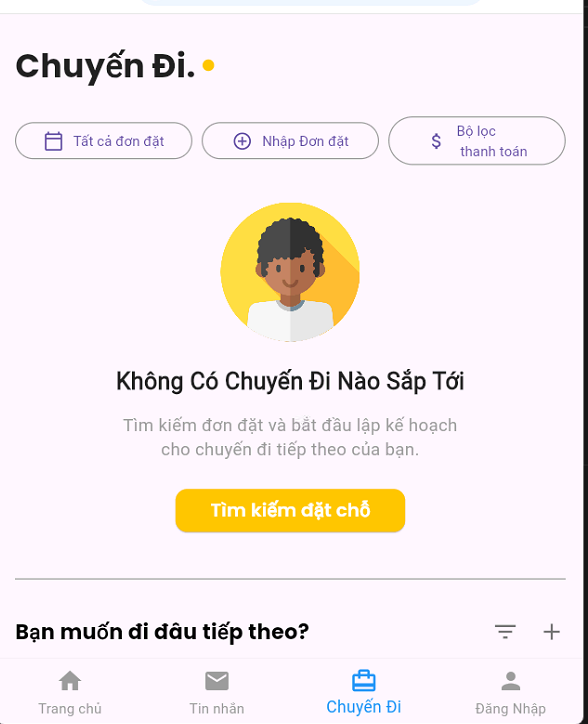 Chuyến Đi.
Tất cả đơn đặt
Nhập Đơn đặt
Bộ lọc
thanh toán
Không Có Chuyến Đi Nào Sắp Tới
Tìm kiếm đơn đặt và bắt đầu lập kế hoạch
cho chuyến đi tiếp theo của bạn.
Tìm kiếm đặt chỗ
Bạn muốn đi đâu tiếp theo?
Trang chủ
Tin nhắn
Chuyến Đi
Đăng Nhập